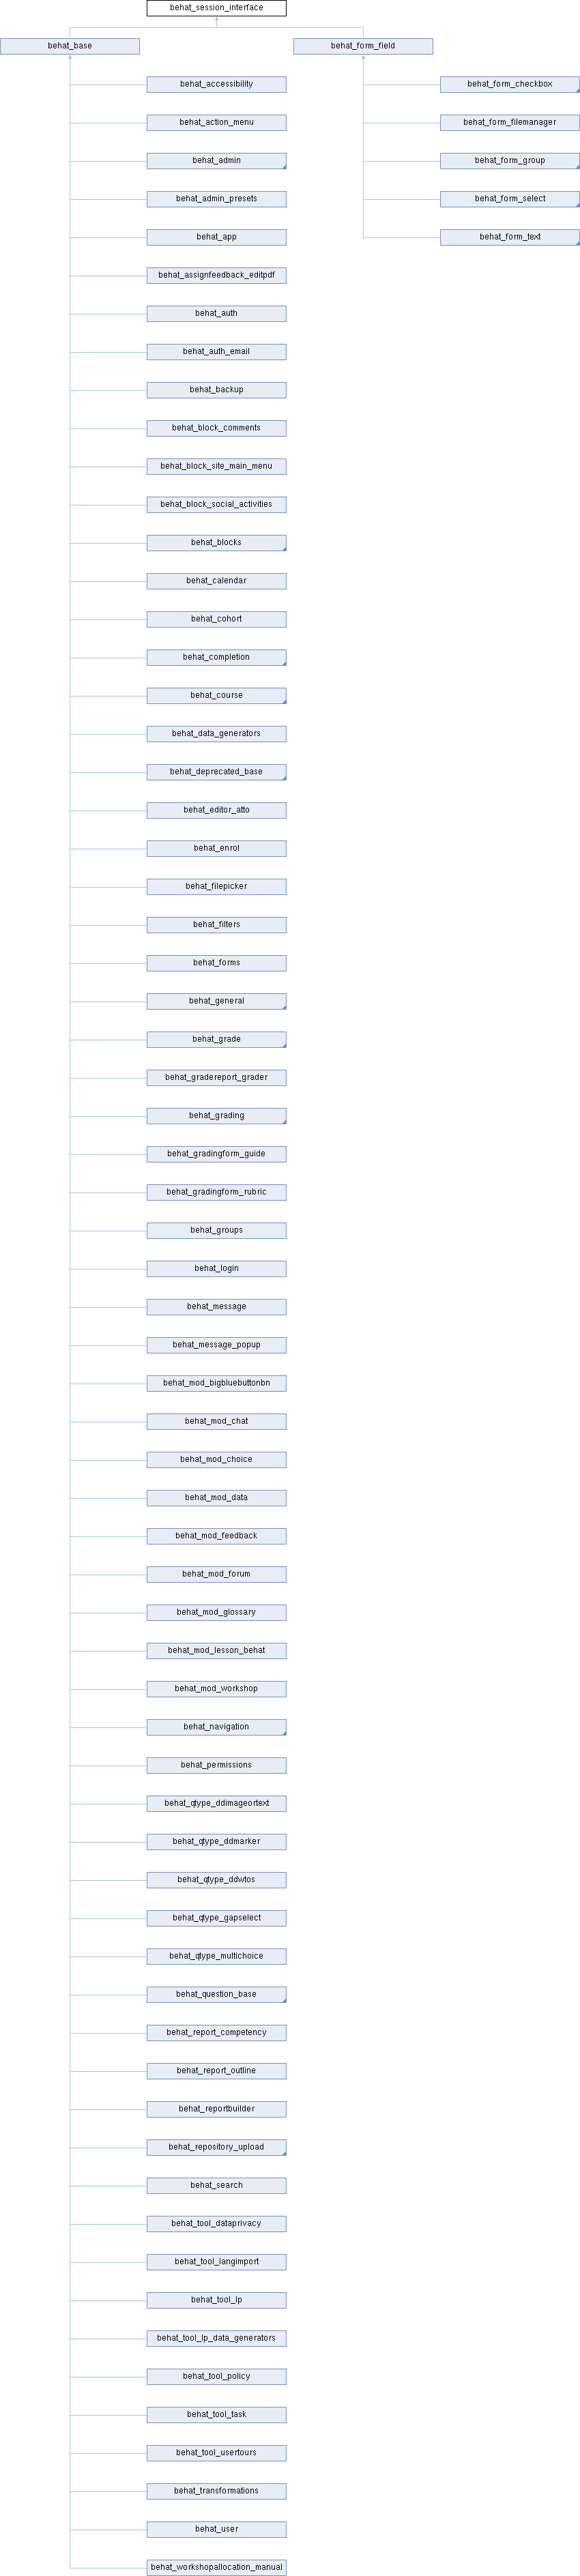 behat_session_interface
behat_base
behat_form_field
behat_accessibility
behat_form_checkbox
behat_action_menu
behat_form_filemanager
behat_admin
behat_form_group
behat_admin_presets
behat_form_select
behat_app
behat_form_text
behat_assignfeedback_editpdf
behat_auth
behat_auth_email
behat_backup
behat_block_comments
behat_block_site_main_menu
behat_block_social_activities
behat_blocks
behat_calendar
behat_cohort
behat_completion
behat_course
behat_data_generators
behat_deprecated_base
behat_editor_atto
behat_enrol
behat_filepicker
behat_filters
behat_forms
behat_general
behat_grade
behat_gradereport_grader
behat_grading
behat_gradingform_guide
behat_gradingform_rubric
behat_groups
behat_login
behat_message
behat_message_popup
behat_mod_bigbluebuttonbn
behat_mod_chat
behat_mod_choice
behat_mod_data
behat_mod_feedback
behat_mod_forum
behat_mod_glossary
behat_mod_lesson_behat
behat_mod_workshop
behat_navigation
behat_permissions
behat_qtype_ddimageortext
behat_qtype_ddmarker
behat_qtype_ddwtos
behat_qtype_gapselect
behat_qtype_multichoice
behat_question_base
behat_report_competency
behat_report_outline
behat_reportbuilder
behat_repository_upload
behat_search
behat_tool_dataprivacy
behat_tool_langimport
behat_tool_lp
behat_tool_lp_data_generators
behat_tool_policy
behat_tool_task
behat_tool_usertours
behat_transformations
behat_user
behat_workshopallocation_manual